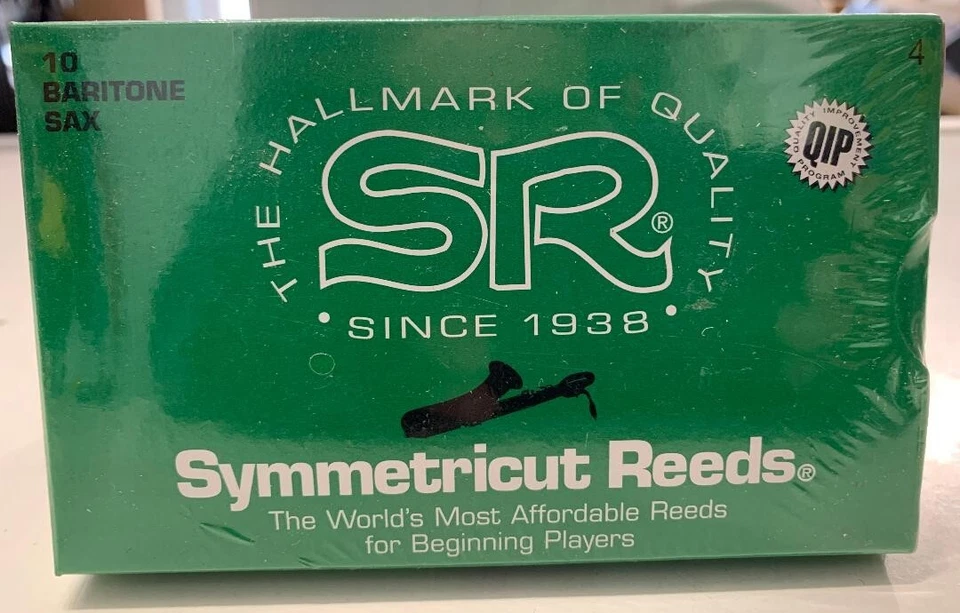 10
BARITONE
SAX
4
THE HALLMARK OF QUALITY
SR®
• SINCE 1938 •
QUALITY IMPROVEMENT
QIP
PROGRAM
Symmetricut Reeds®
The World's Most Affordable Reeds
for Beginning Players